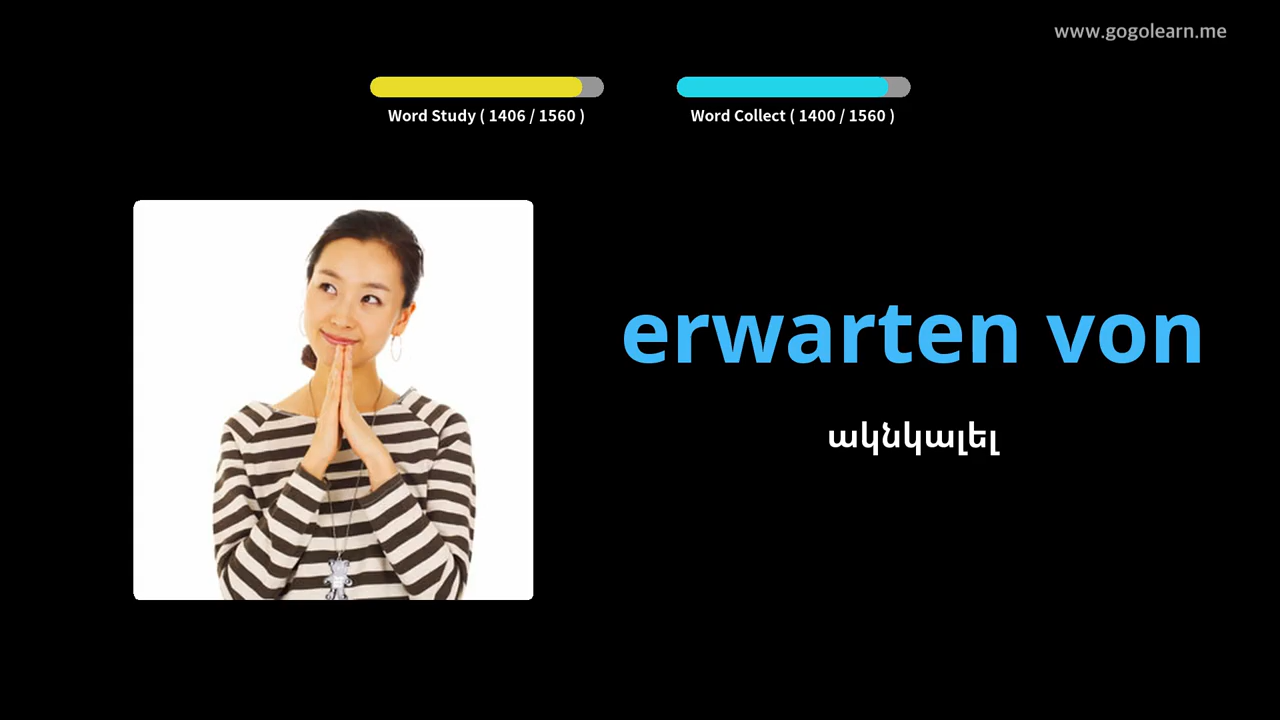 www.gogolearn.me
Word Study ( 1406 / 1560 )
Word Collect ( 1400 / 1560 )
erwarten von
ակնկալել